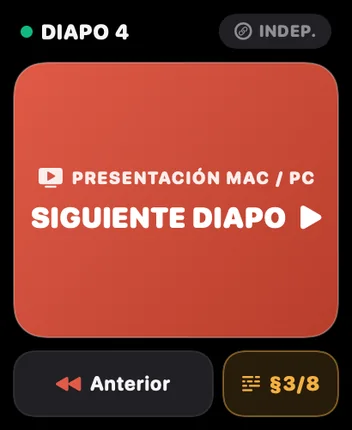 DIAPO 4
INDEP.
PRESENTACIÓN MAC / PC
SIGUIENTE DIAPO
Anterior
§3/8